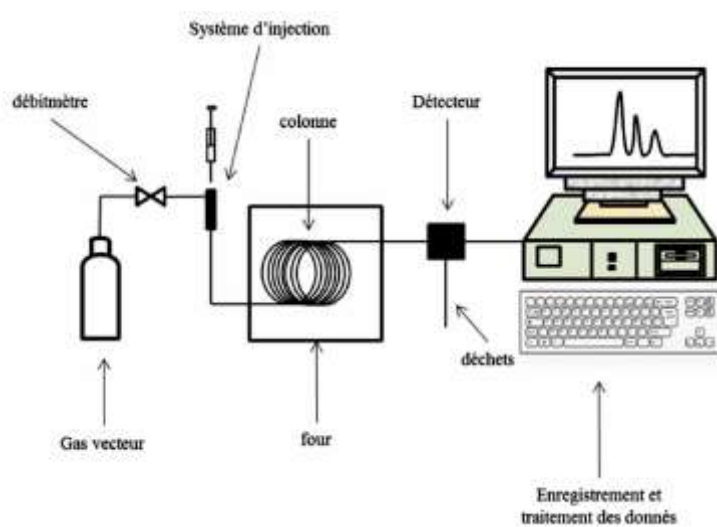 Système d'injection
débitmètre
Détecteur
colonne
déchets
Gas vecteur
four
Enregistrement et
traitement des donnés